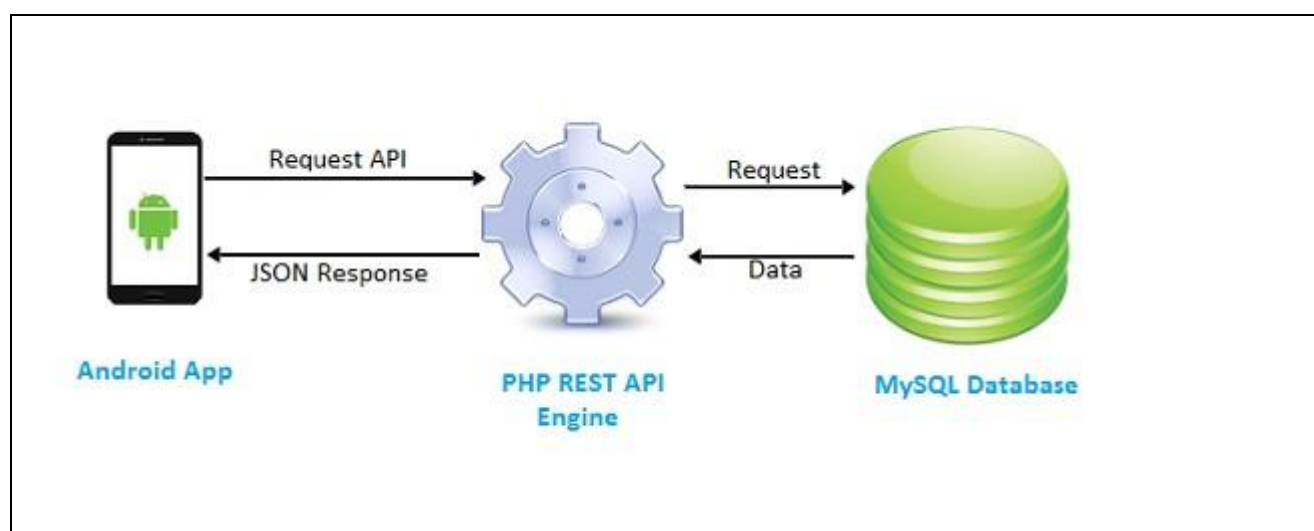 Request API
Request
JSON Response
Data
Android App
PHP REST API
Engine
MySQL Database